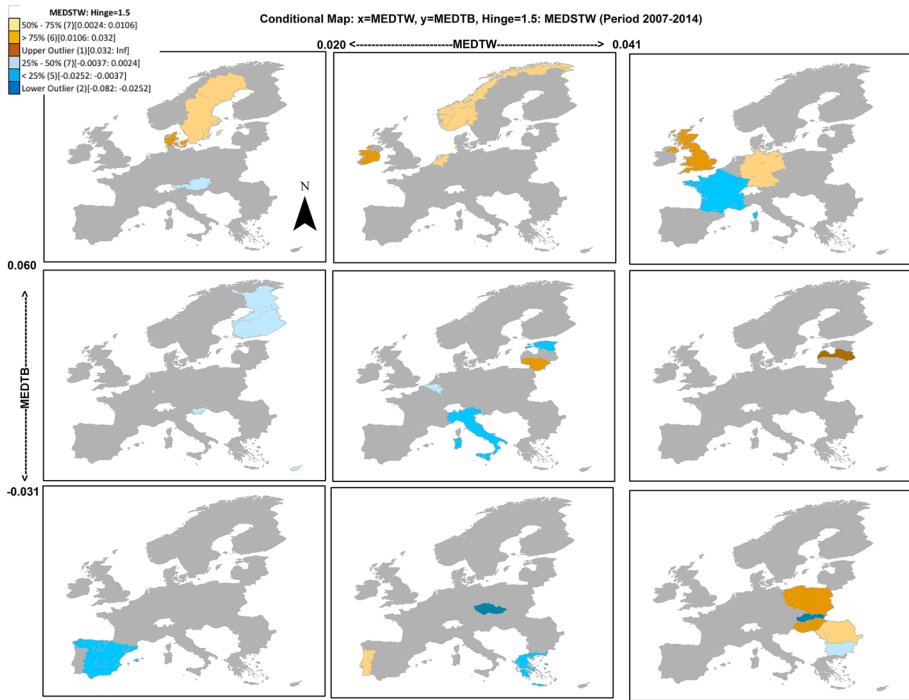 MEDSTW: Hinge=1.5
50% - 75% (7)[0.0024: 0.0106]
> 75% (6)[0.0106: 0.032]
Upper Outlier (1)[0.032: Inf]
25% - 50% (7)[-0.0037: 0.0024]
< 25% (5)[-0.0252: -0.0037]
Lower Outlier (2)[-0.082: -0.0252]
Conditional Map: x=MEDTW, y=MEDTB, Hinge=1.5: MEDSTW (Period 2007-2014)
0.020 <--------------------MEDTW--------------------> 0.041
N
0.060
<--------------------MEDTB-------------------->
-0.031